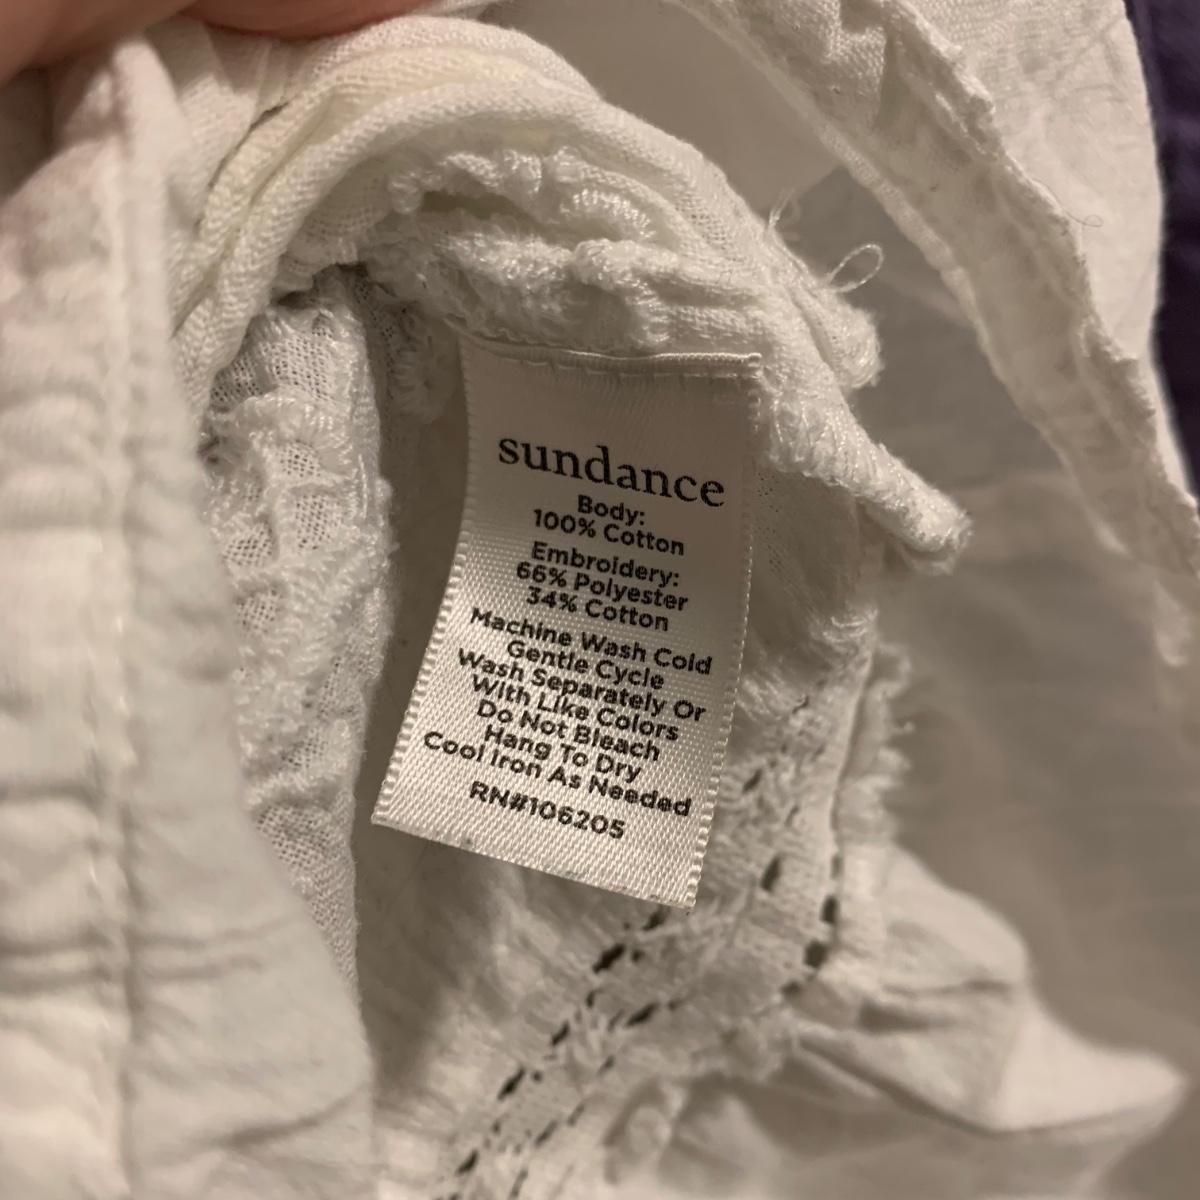 sundance
Body:
100% Cotton
Embroidery:
66% Polyester
34% Cotton
Machine Wash Cold
Gentle Cycle
Wash Separately Or
With Like Colors
Do Not Bleach
Hang To Dry
Cool Iron As Needed
RN#106205